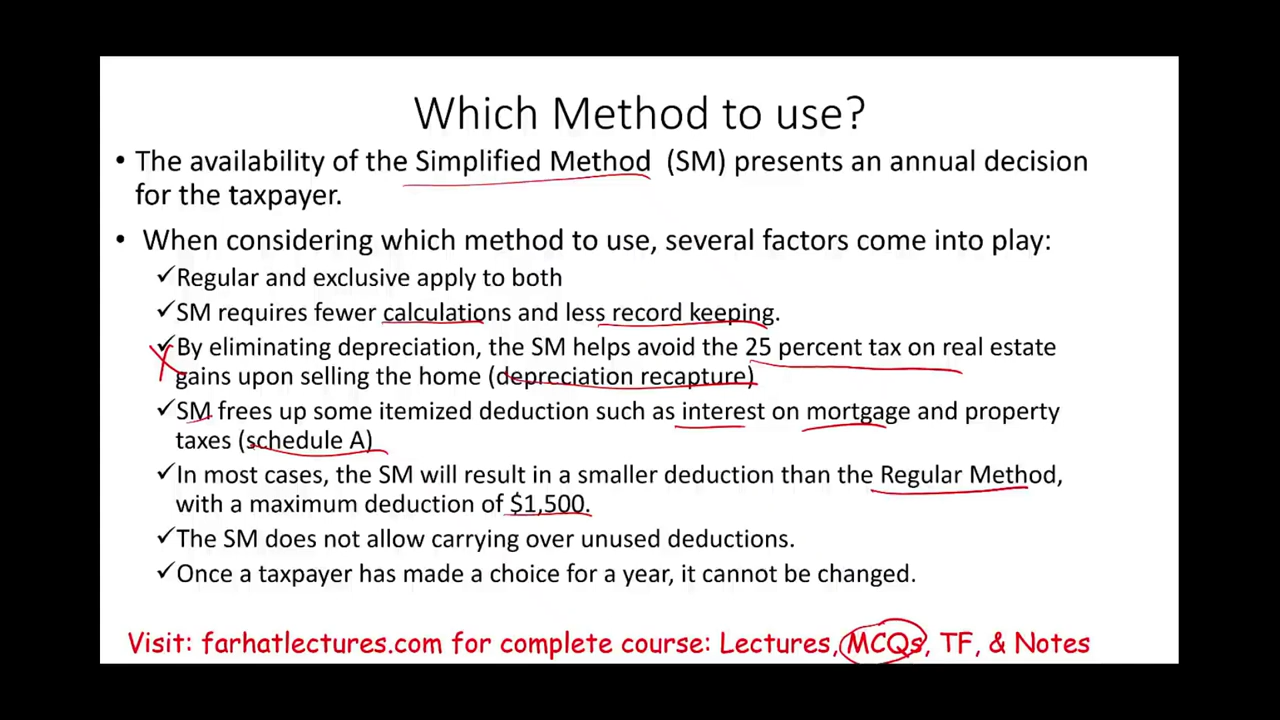 Which Method to use?
• The availability of the Simplified Method (SM) presents an annual decision
for the taxpayer.
• When considering which method to use, several factors come into play:
✓Regular and exclusive apply to both
✓SM requires fewer calculations and less record keeping.
✓By eliminating depreciation, the SM helps avoid the 25 percent tax on real estate
gains upon selling the home (depreciation recapture)
✓SM frees up some itemized deduction such as interest on mortgage and property
taxes (schedule A)
✓In most cases, the SM will result in a smaller deduction than the Regular Method,
with a maximum deduction of $1,500.
✓The SM does not allow carrying over unused deductions.
✓Once a taxpayer has made a choice for a year, it cannot be changed.
Visit: farhatlectures.com for complete course: Lectures, MCQs, TF, & Notes